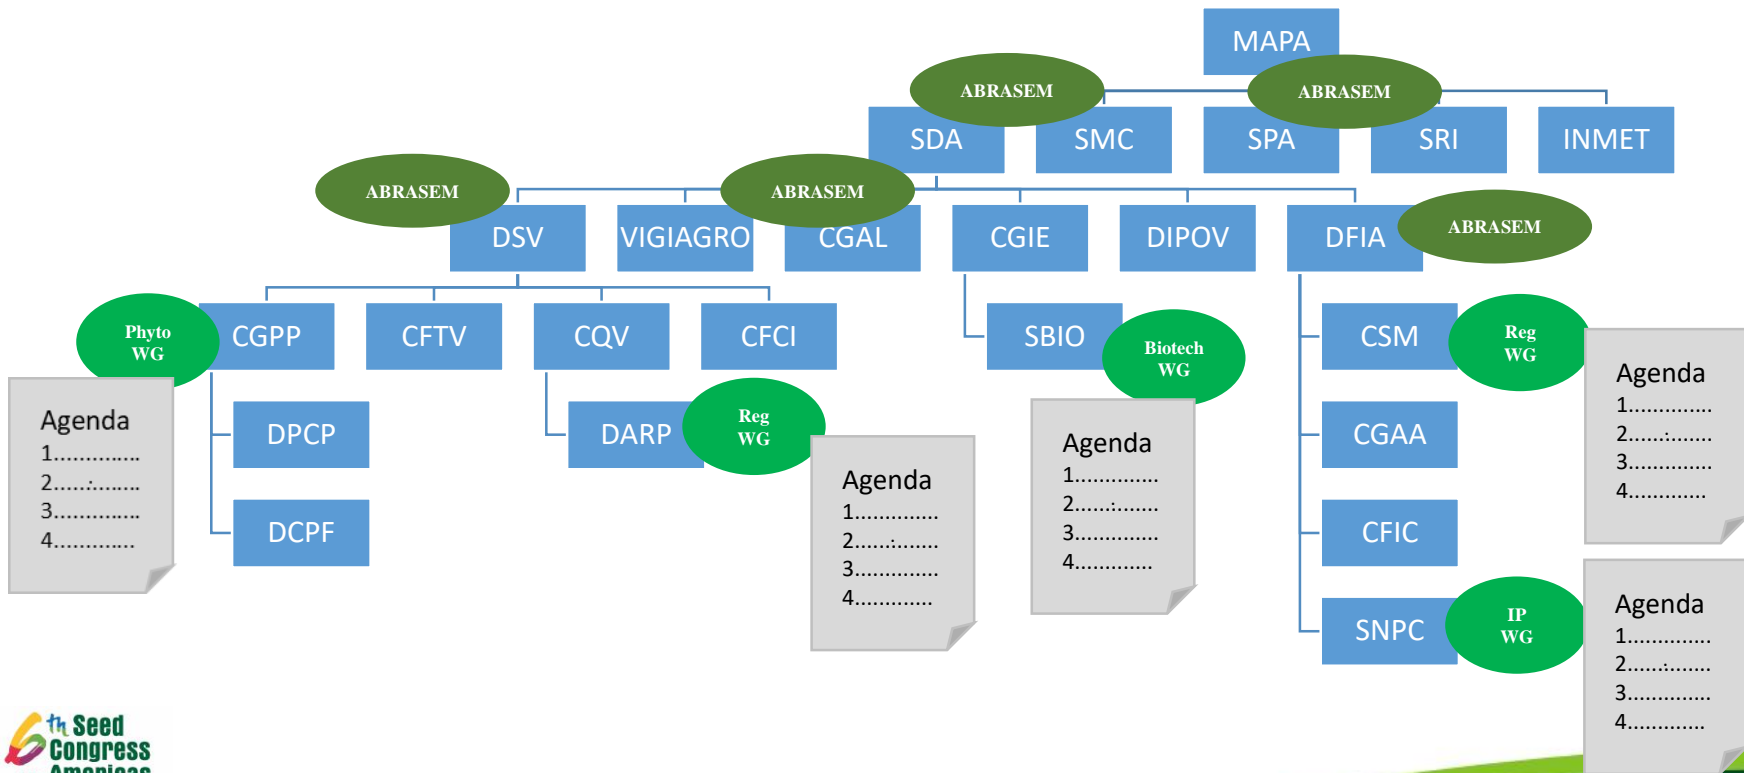 MAPA
ABRASEM
ABRASEM
SDA
SMC
SPA
SRI
INMET
ABRASEM
ABRASEM
DSV
VIGIAGRO
CGAL
CGIE
DIPOV
DFIA
ABRASEM
Phyto
WG
CGPP
CFTV
CQV
CFCI
SBIO
Biotech
WG
CSM
Reg
WG
Agenda
1..............
2......:.......
3..............
4.............
DPCP
DARP
Reg
WG
CGAA
Agenda
1..............
2......:.......
3..............
4.............
Agenda
1..............
2......:.......
3..............
4.............
Agenda
1..............
2......:.......
3..............
4.............
DCPF
CFIC
SNPC
IP
WG
Agenda
1..............
2......:.......
3..............
4.............
6th Seed
Congress
Americas